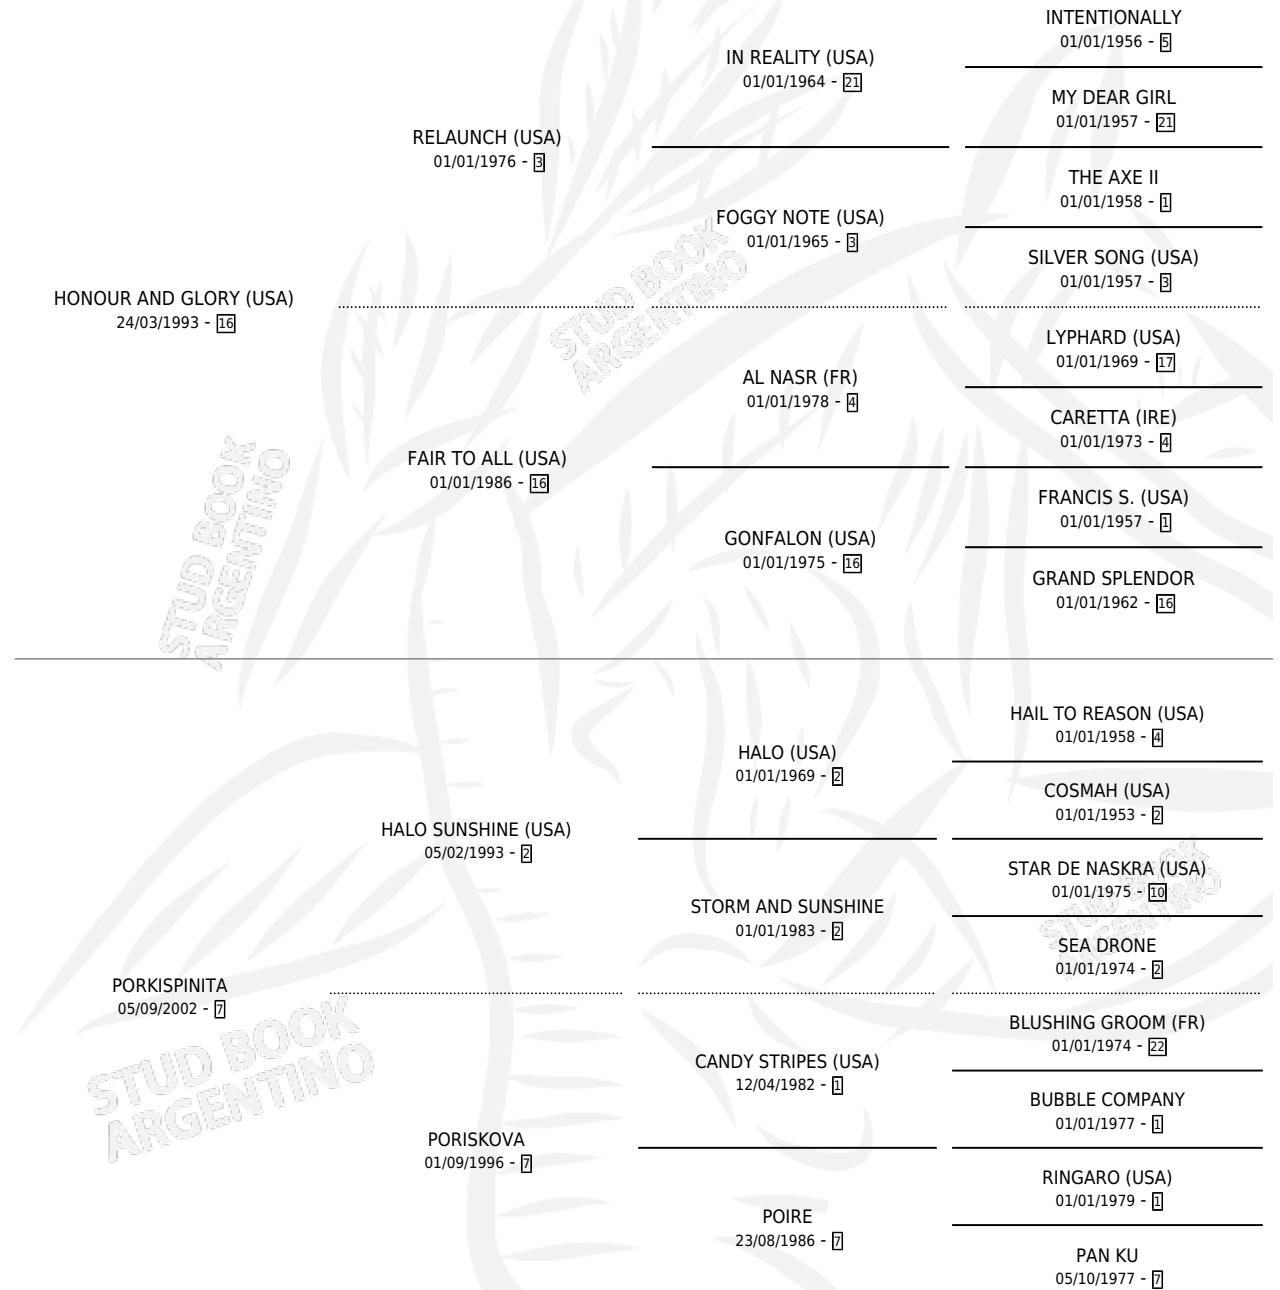 INTENTIONALLY
01/01/1956 - 5
IN REALITY (USA)
01/01/1964 - 21
MY DEAR GIRL
01/01/1957 - 21
RELAUNCH (USA)
01/01/1976 - 3
THE AXE II
01/01/1958 - 1
FOGGY NOTE (USA)
01/01/1965 - 3
SILVER SONG (USA)
01/01/1957 - 3
HONOUR AND GLORY (USA)
24/03/1993 - 16
LYPHARD (USA)
01/01/1969 - 17
AL NASR (FR)
01/01/1978 - 4
CARETTA (IRE)
01/01/1973 - 4
FAIR TO ALL (USA)
01/01/1986 - 16
FRANCIS S. (USA)
01/01/1957 - 1
GONFALON (USA)
01/01/1975 - 16
GRAND SPLENDOR
01/01/1962 - 16
HAIL TO REASON (USA)
01/01/1958 - 4
HALO (USA)
01/01/1969 - 2
COSMAH (USA)
01/01/1953 - 2
HALO SUNSHINE (USA)
05/02/1993 - 2
STAR DE NASKRA (USA)
01/01/1975 - 10
STORM AND SUNSHINE
01/01/1983 - 2
SEA DRONE
01/01/1974 - 2
PORKISPINITA
05/09/2002 - 7
BLUSHING GROOM (FR)
01/01/1974 - 22
CANDY STRIPES (USA)
12/04/1982 - 1
BUBBLE COMPANY
01/01/1977 - 1
PORISKOVA
01/09/1996 - 7
RINGARO (USA)
01/01/1979 - 1
POIRE
23/08/1986 - 7
PAN KU
05/10/1977 - 7
STUD BOOK
ARGENTINO
STUD BOOK
ARGENTINO
STUD BOOK
ARGENTINO
STUD BOOK
ARGENTINO